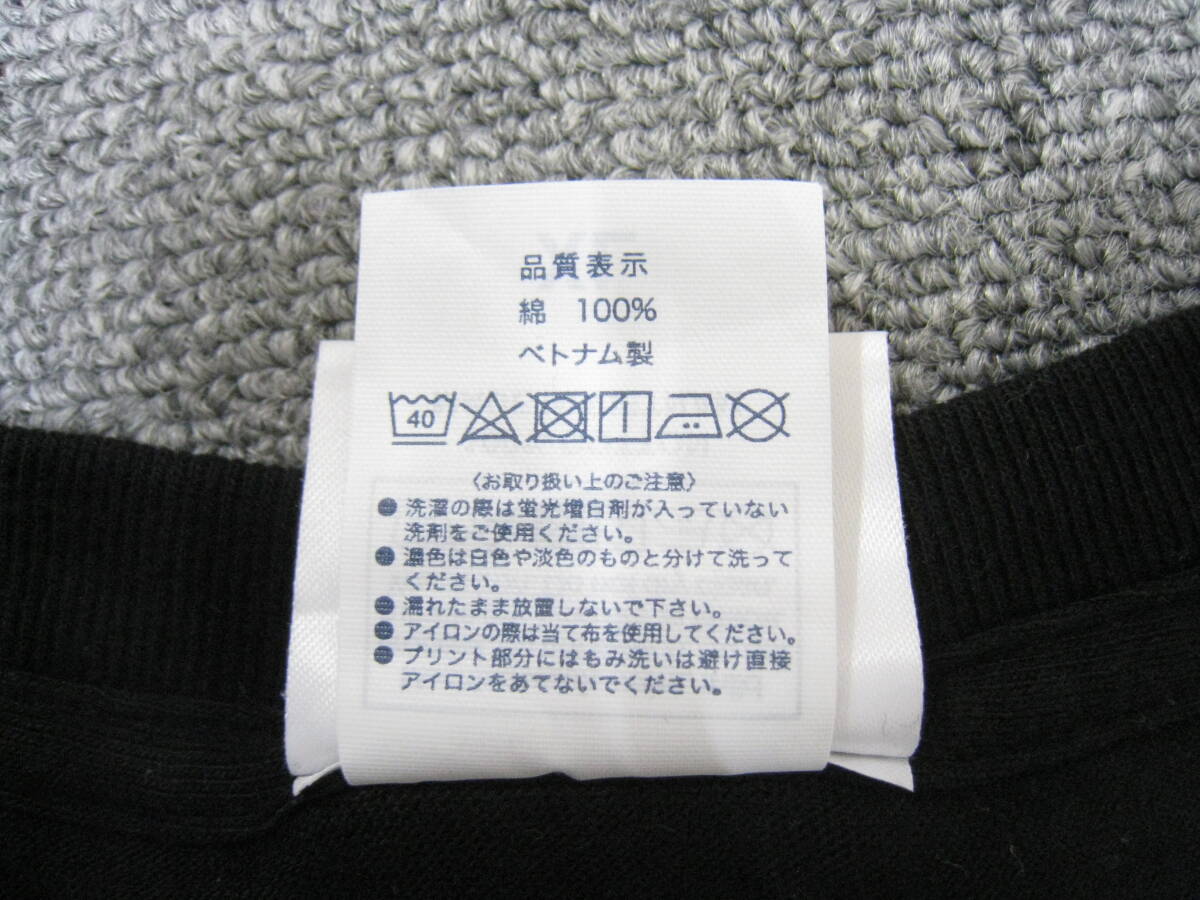 品質表示
綿 100%
ベトナム製
40
〈お取り扱い上のご注意〉
● 洗濯の際は蛍光増白剤が入っていない
洗剤をご使用ください。
● 濃色は白色や淡色のものと分けて洗って
ください。
● 濡れたまま放置しないで下さい。
● アイロンの際は当て布を使用してください。
● プリント部分にはもみ洗いは避け直接
アイロンをあてないでください。